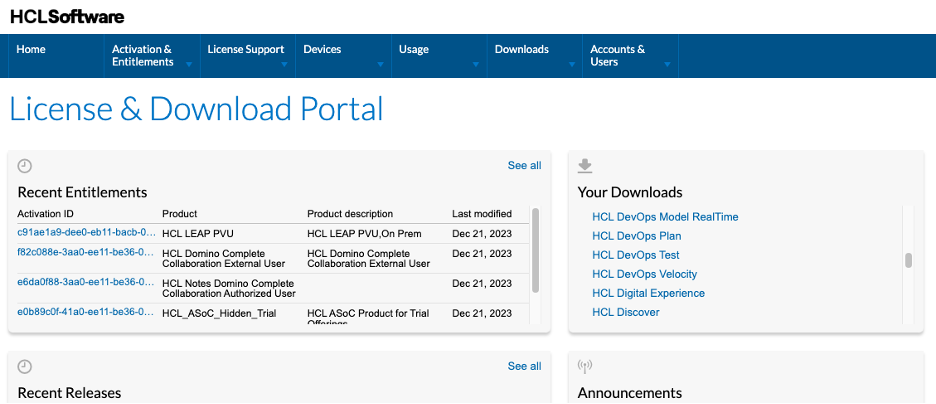 HCLSoftware
Home
Activation &
Entitlements
License Support
Devices
Usage
Downloads
Accounts &
Users
License & Download Portal
See all
Recent Entitlements
Activation ID Product Product description Last modified
c91ae1a9-dee0-eb11-bacb-0... HCL LEAP PVU HCL LEAP PVU,On Prem Dec 21, 2023
f82c088e-3aa0-ee11-be36-0... HCL Domino Complete HCL Domino Complete Dec 21, 2023
Collaboration External User Collaboration External User
e6da0f88-3aa0-ee11-be36-0... HCL Notes Domino Complete Dec 21, 2023
Collaboration Authorized User
e0b89c0f-41a0-ee11-be36-0... HCL_ASoC_Hidden_Trial HCL ASoC Product for Trial Dec 21, 2023
Offerings
Your Downloads
HCL DevOps Model RealTime
HCL DevOps Plan
HCL DevOps Test
HCL DevOps Velocity
HCL Digital Experience
HCL Discover
See all
Recent Releases
Announcements